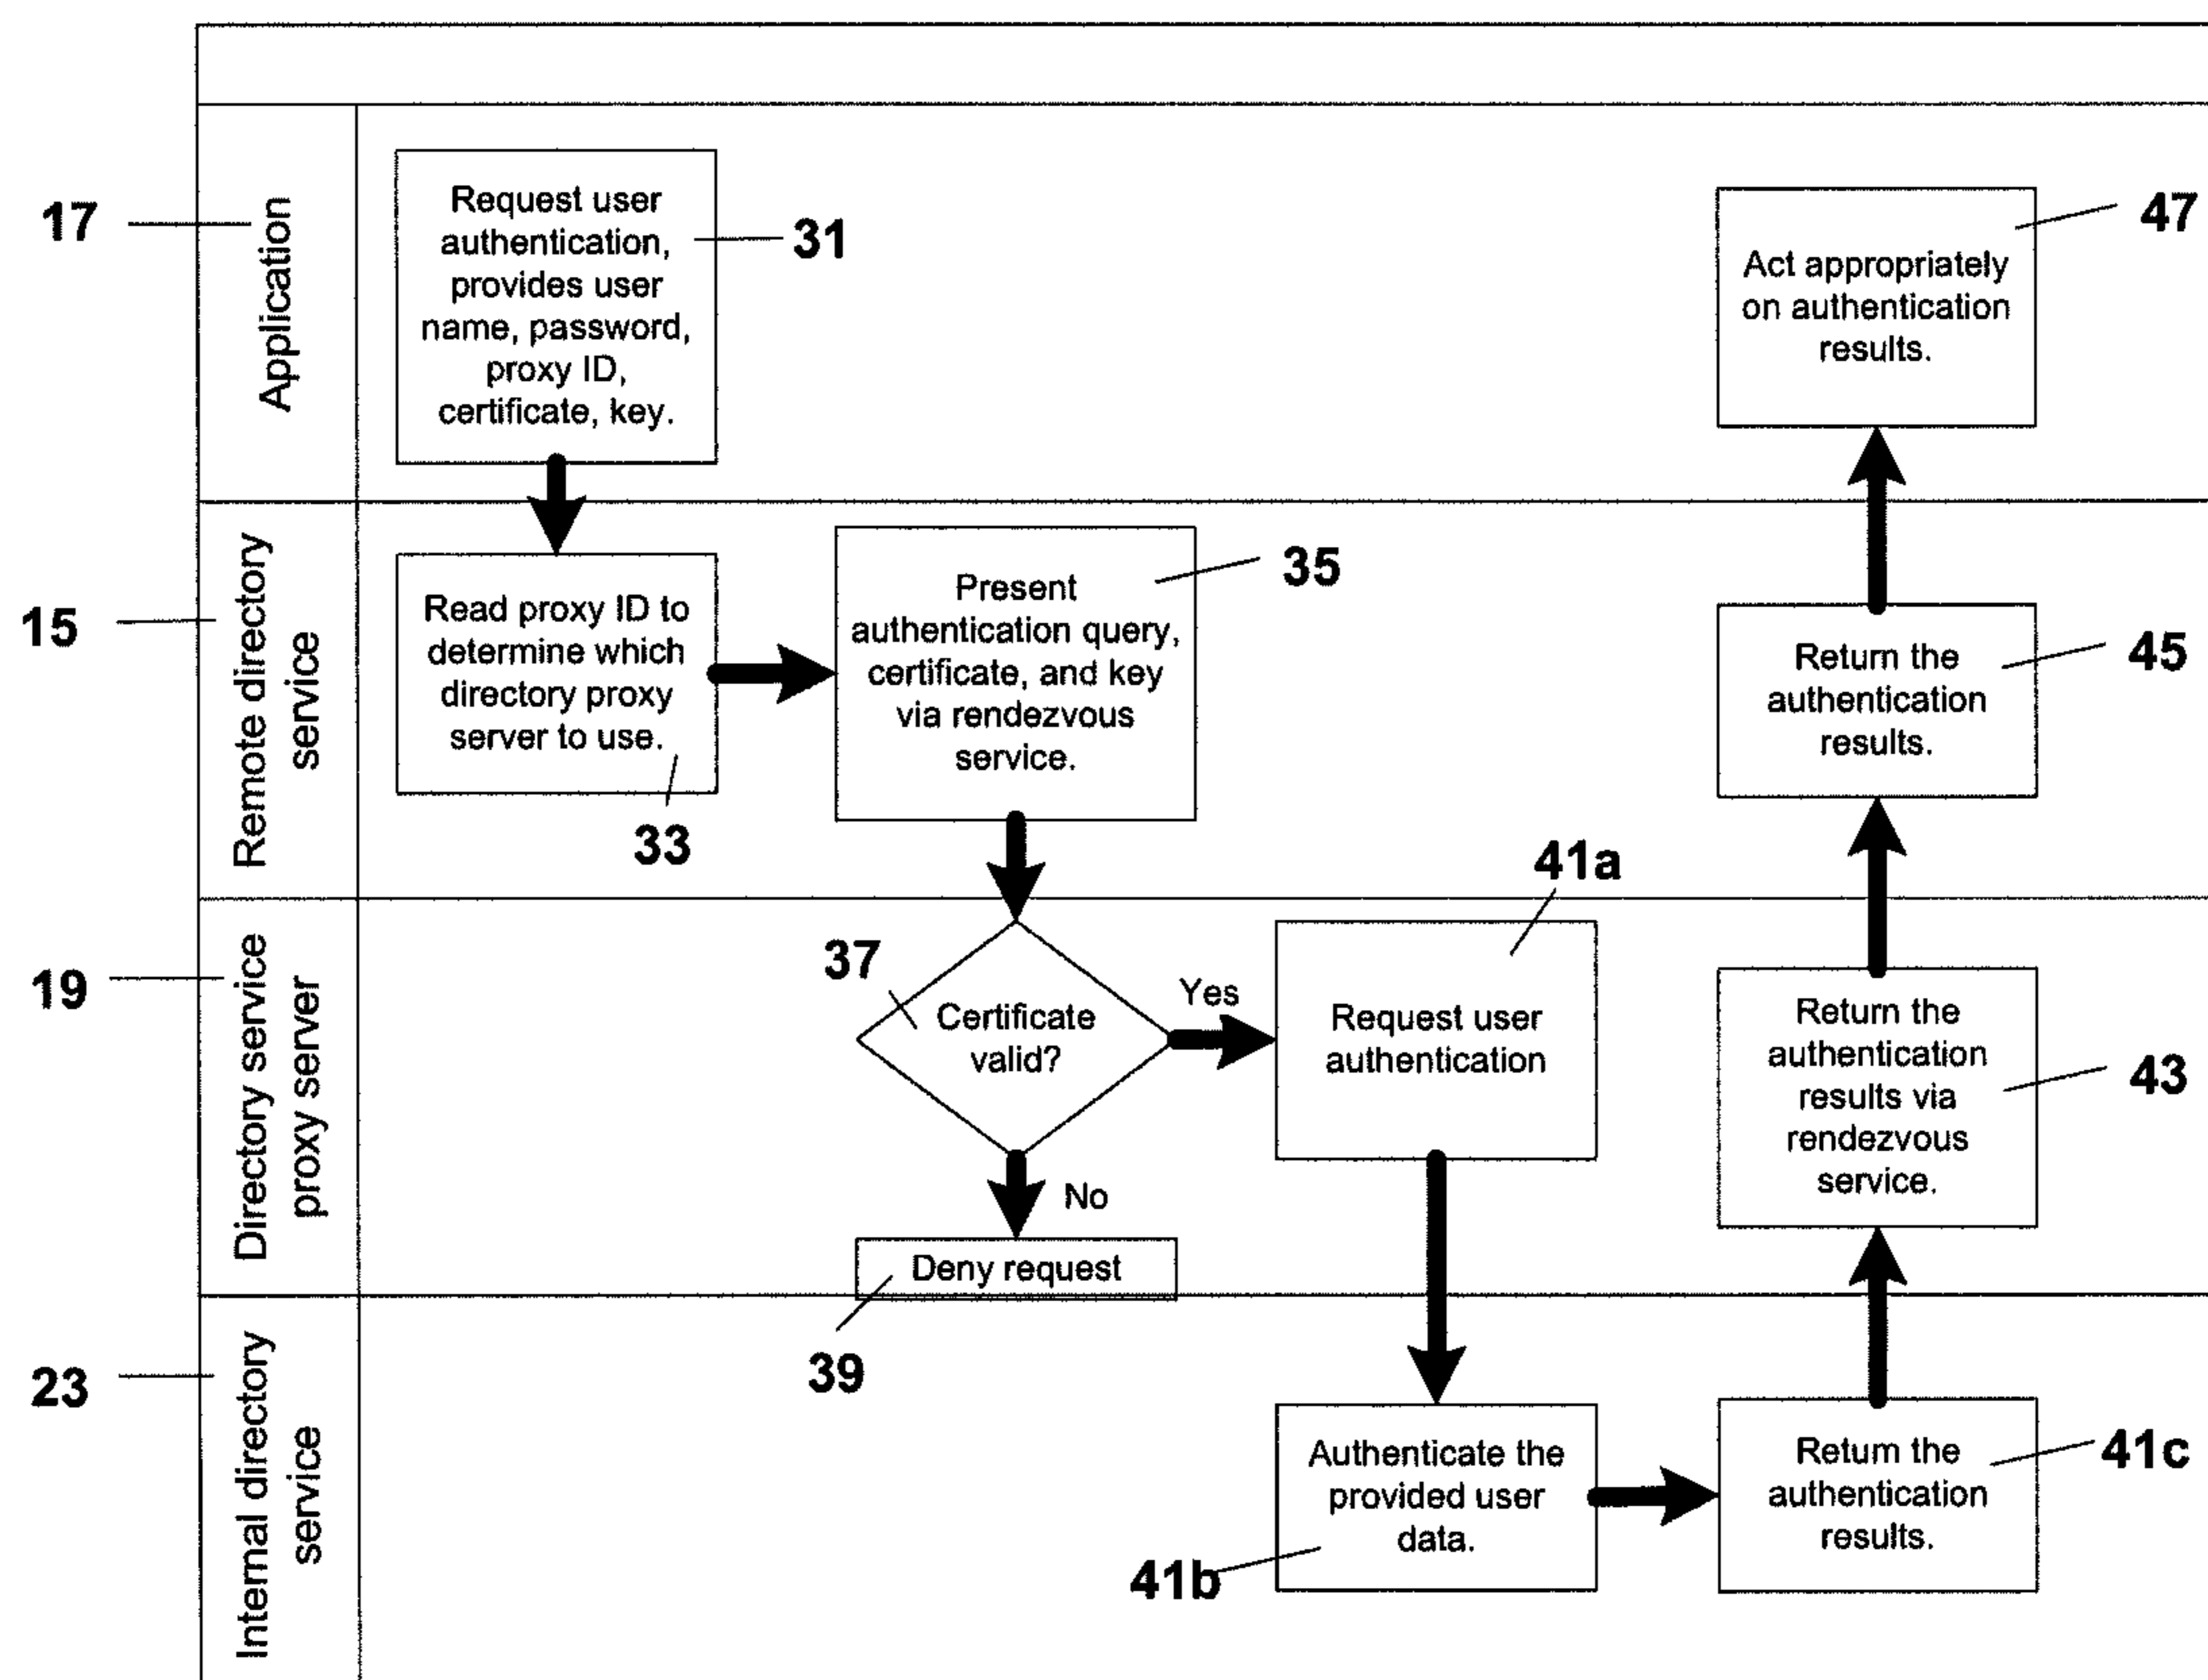 17
Application
Request user
authentication,
provides user
name, password,
proxy ID,
certificate, key.
31
Act appropriately
on authentication
results.
47
15
Remote directory
service
Read proxy ID to
determine which
directory proxy
server to use.
33
Present
authentication query,
certificate, and key
via rendezvous
service.
35
Return the
authentication
results.
45
19
Directory service
proxy server
37
Certificate
valid?
Yes
No
Deny request
39
41a
Request user
authentication
Return the
authentication
results via
rendezvous
service.
43
23
Internal directory
service
Authenticate the
provided user
data.
41b
Return the
authentication
results.
41c